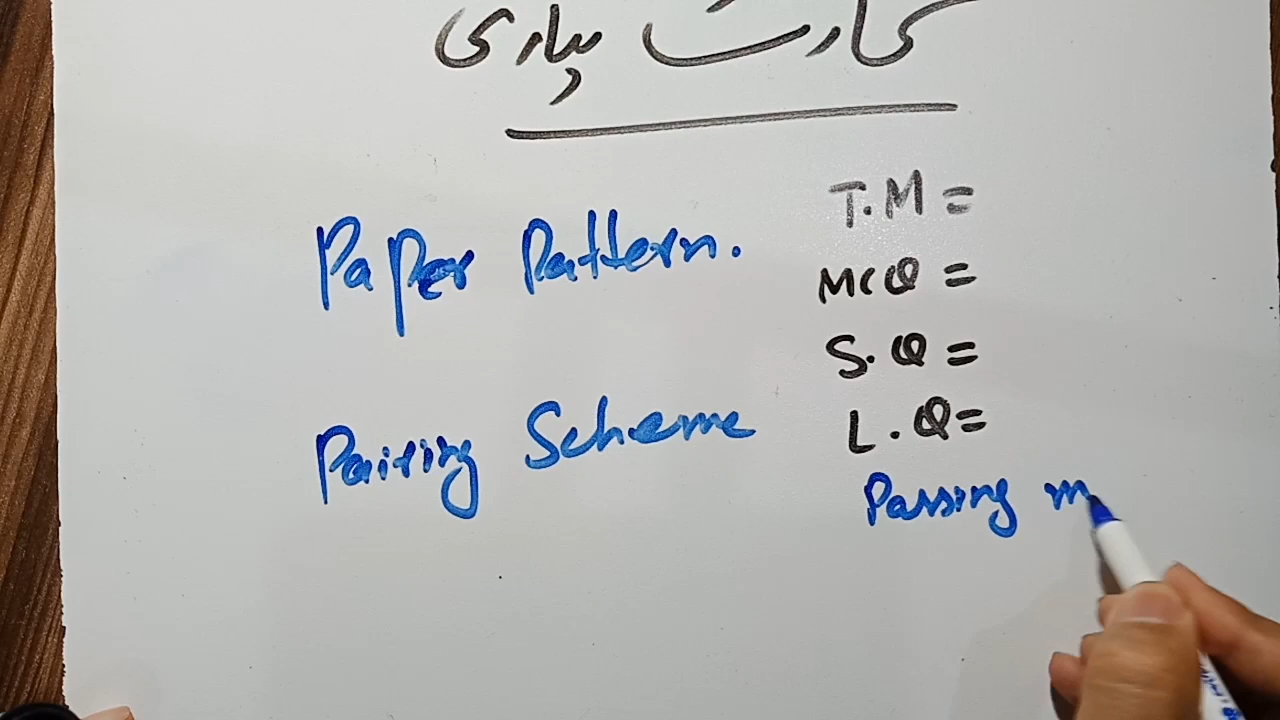 Paper Pattern.
Pairing Scheme
T.M =
MCQ =
S.Q =
L.Q =
Passing m